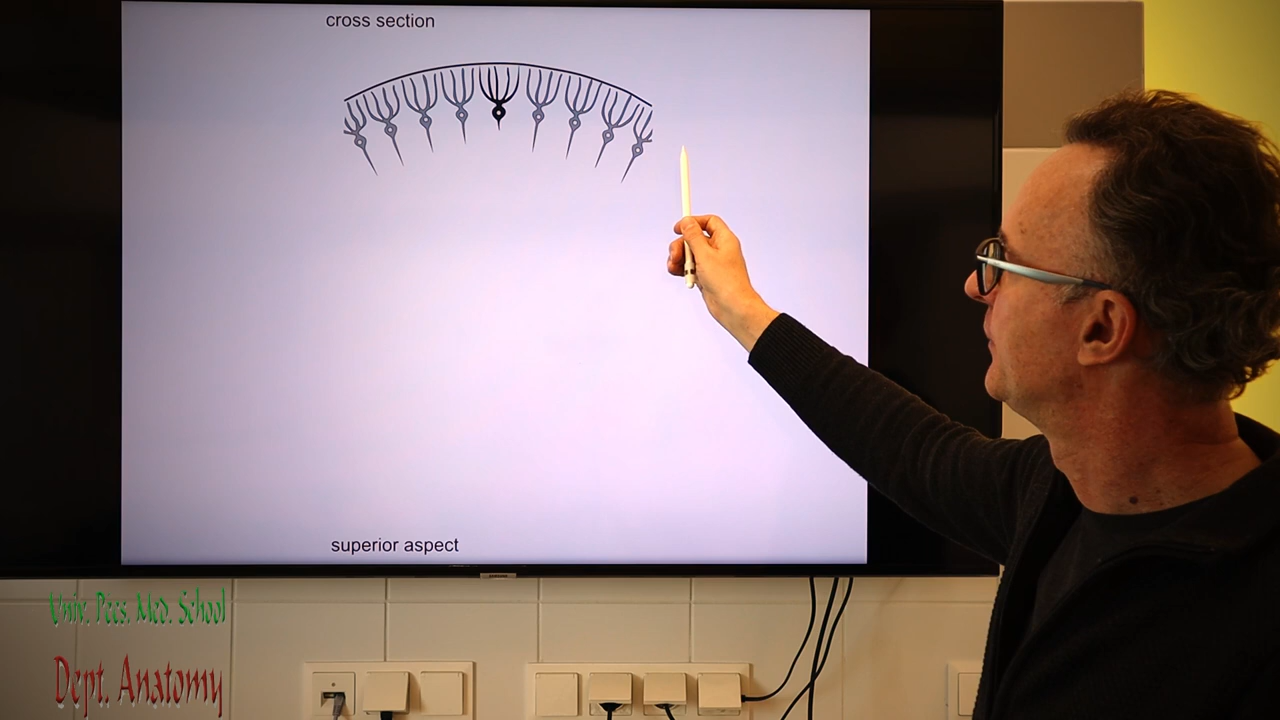 cross section
superior aspect
Univ. Pecs. Med. School
Dept. Anatomy